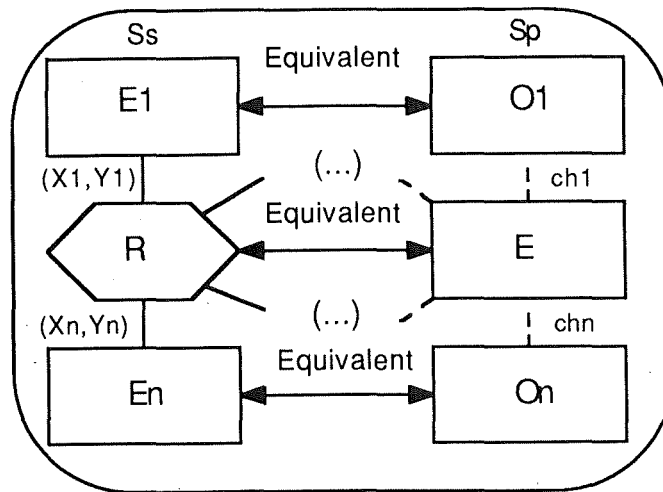 Ss
Sp
Equivalent
E1
O1
(X1,Y1)
(...)
ch1
Equivalent
R
E
(Xn,Yn)
(...)
chn
Equivalent
En
On